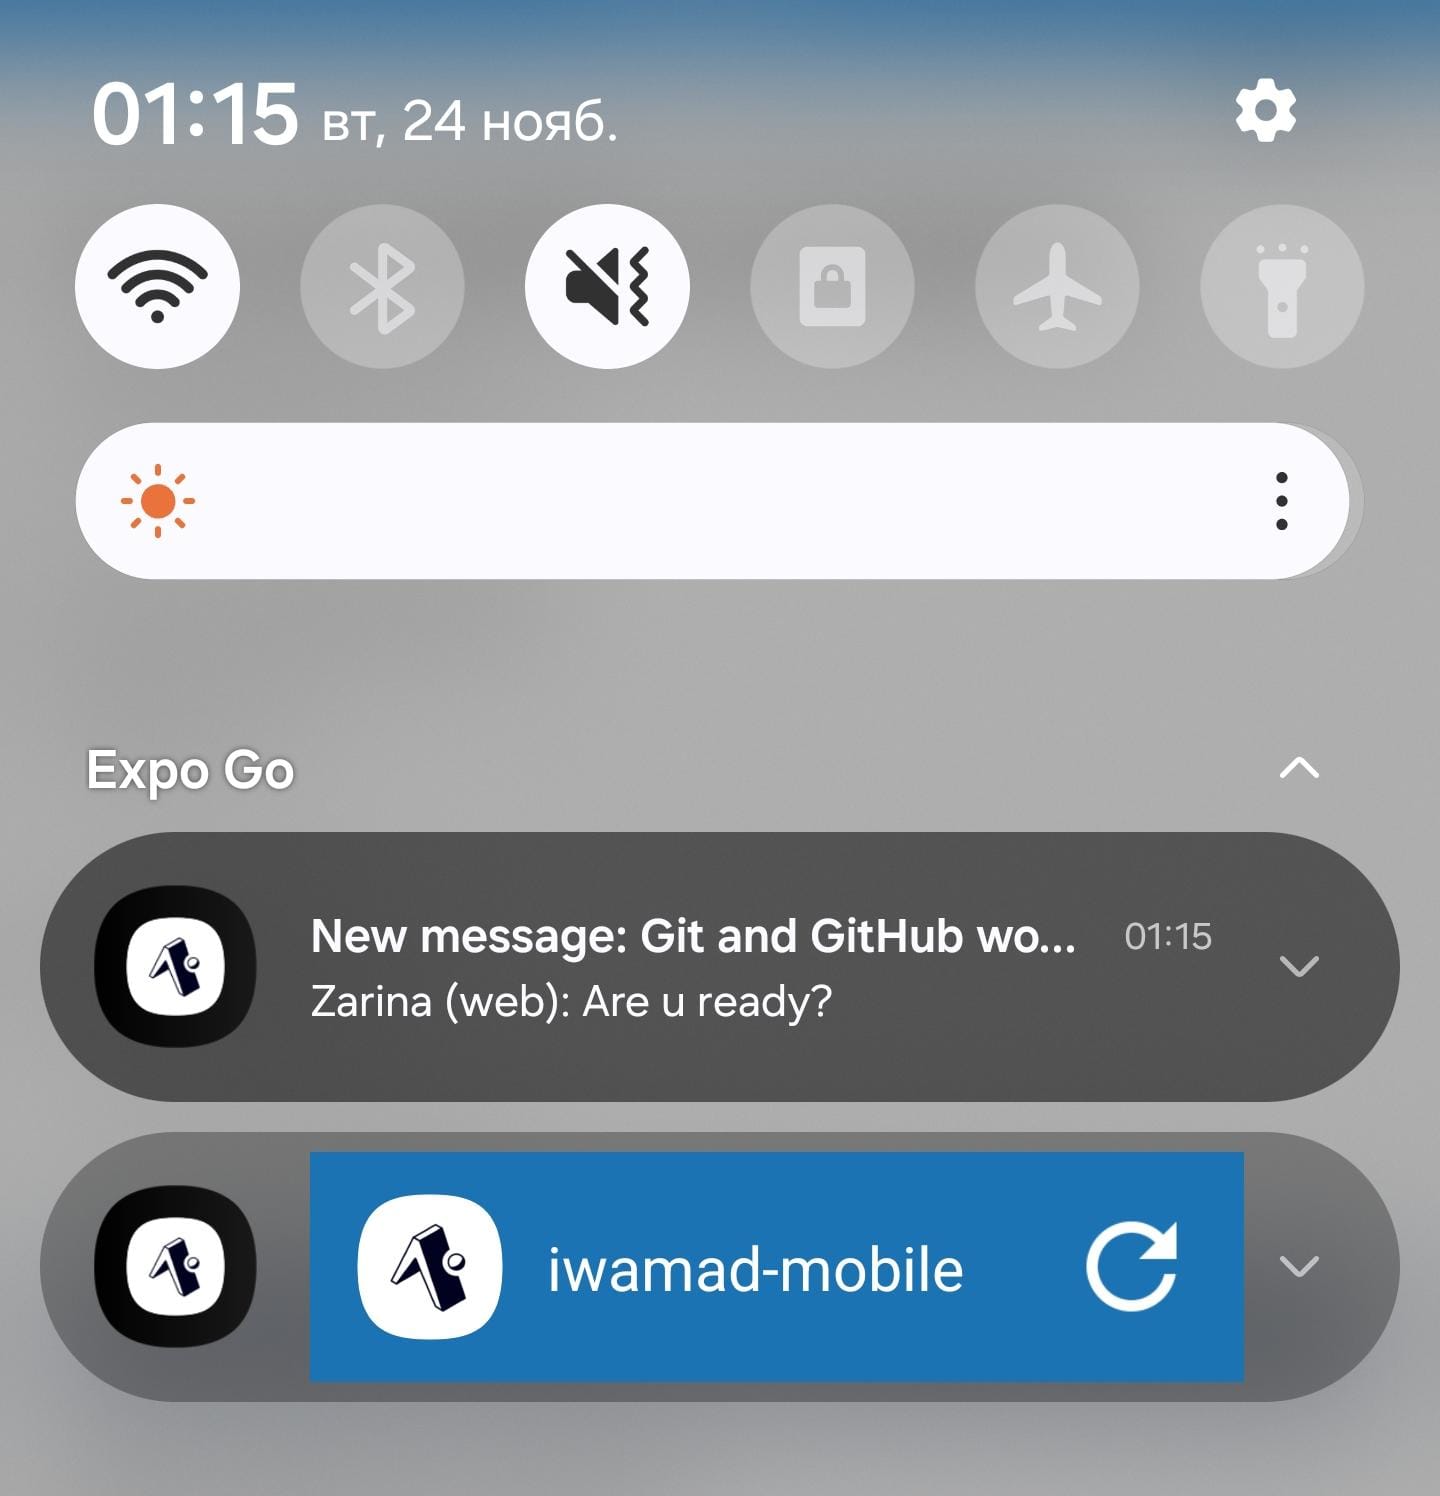 01:15 вт, 24 нояб.
Expo Go
New message: Git and GitHub wo... 01:15
Zarina (web): Are u ready?
iwamad-mobile